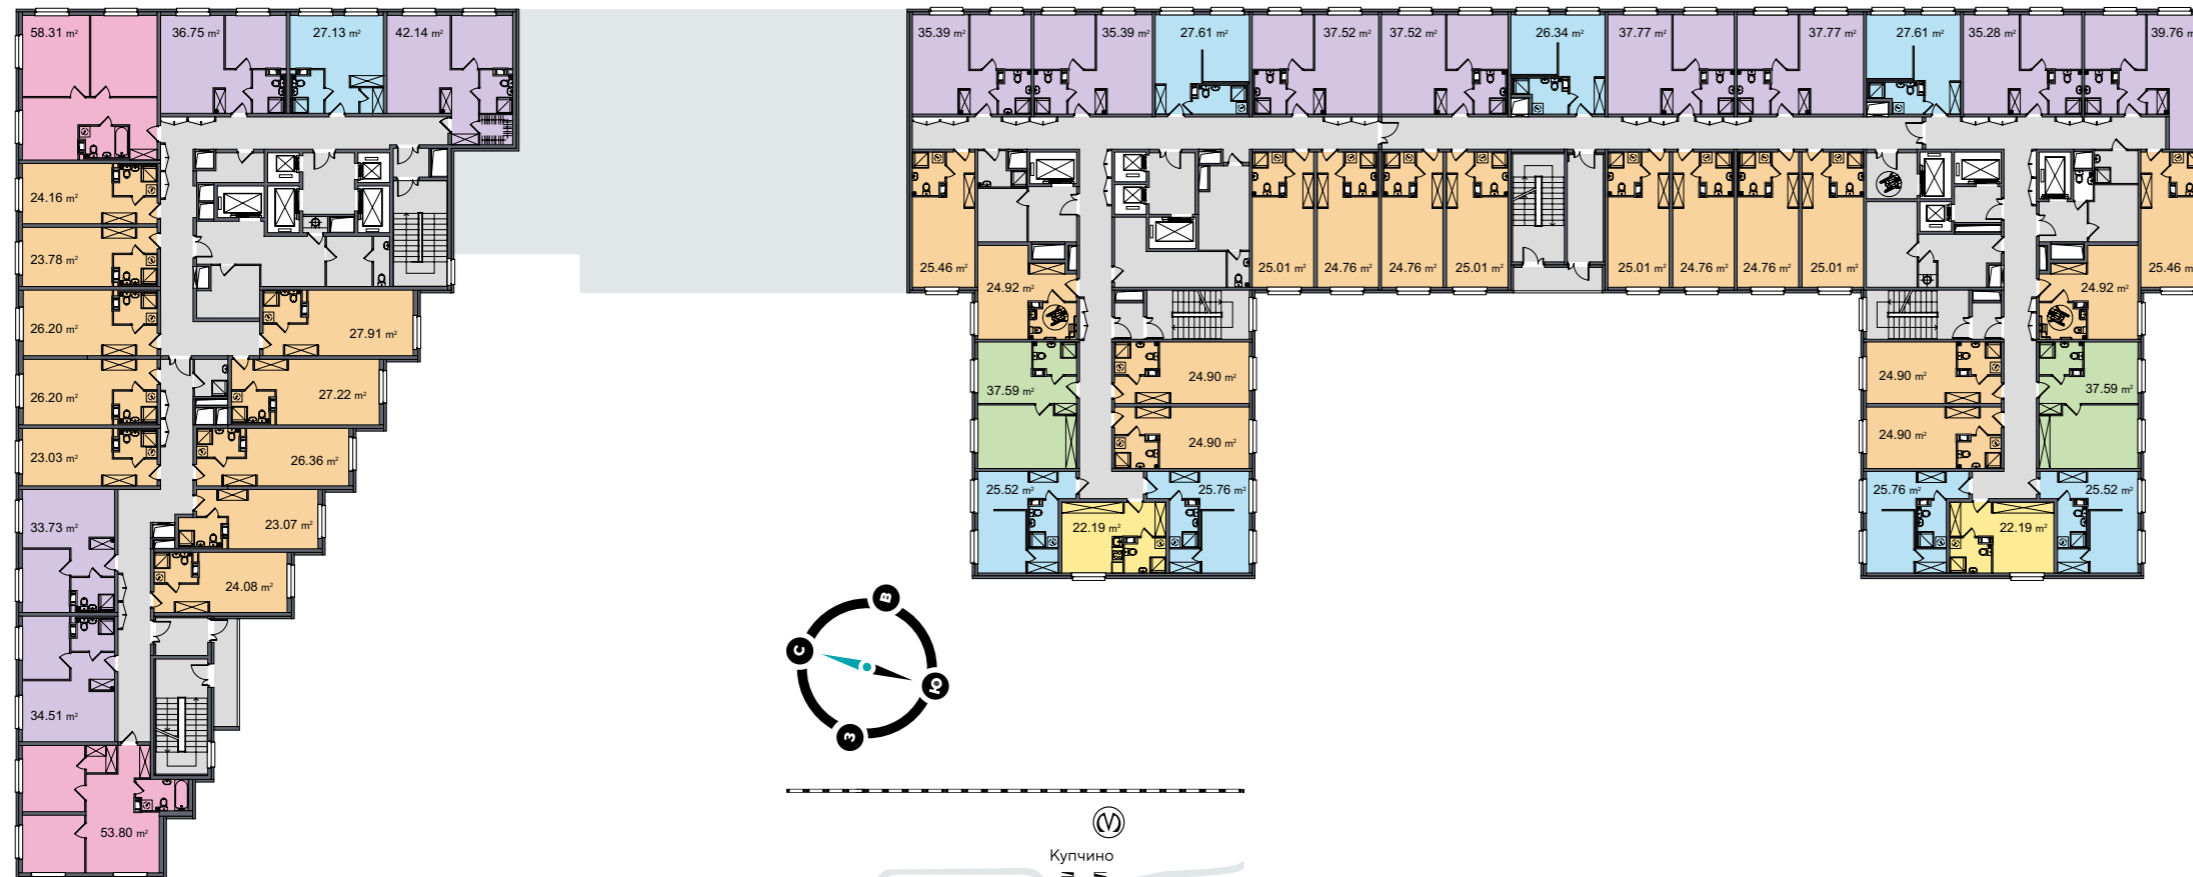 58.31 m²
36.75 m²
27.13 m²
42.14 m²
35.39 m²
35.39 m²
27.61 m²
37.52 m²
37.52 m²
26.34 m²
37.77 m²
37.77 m²
27.61 m²
35.28 m²
39.76 m
24.16 m²
23.78 m²
26.20 m²
27.91 m²
26.20 m²
27.22 m²
23.03 m²
26.36 m²
33.73 m²
23.07 m²
24.08 m²
34.51 m²
53.80 m²
25.46 m²
25.01 m²
24.76 m²
24.76 m²
25.01 m²
25.01 m²
24.76 m²
24.76 m²
25.01 m²
25.46 m²
24.92 m²
24.92 m²
37.59 m²
24.90 m²
24.90 m²
37.59 m²
24.90 m²
24.90 m²
25.52 m²
25.76 m²
22.19 m²
25.76 m²
25.52 m²
22.19 m²
В
С
Ю
З
М
Купчино